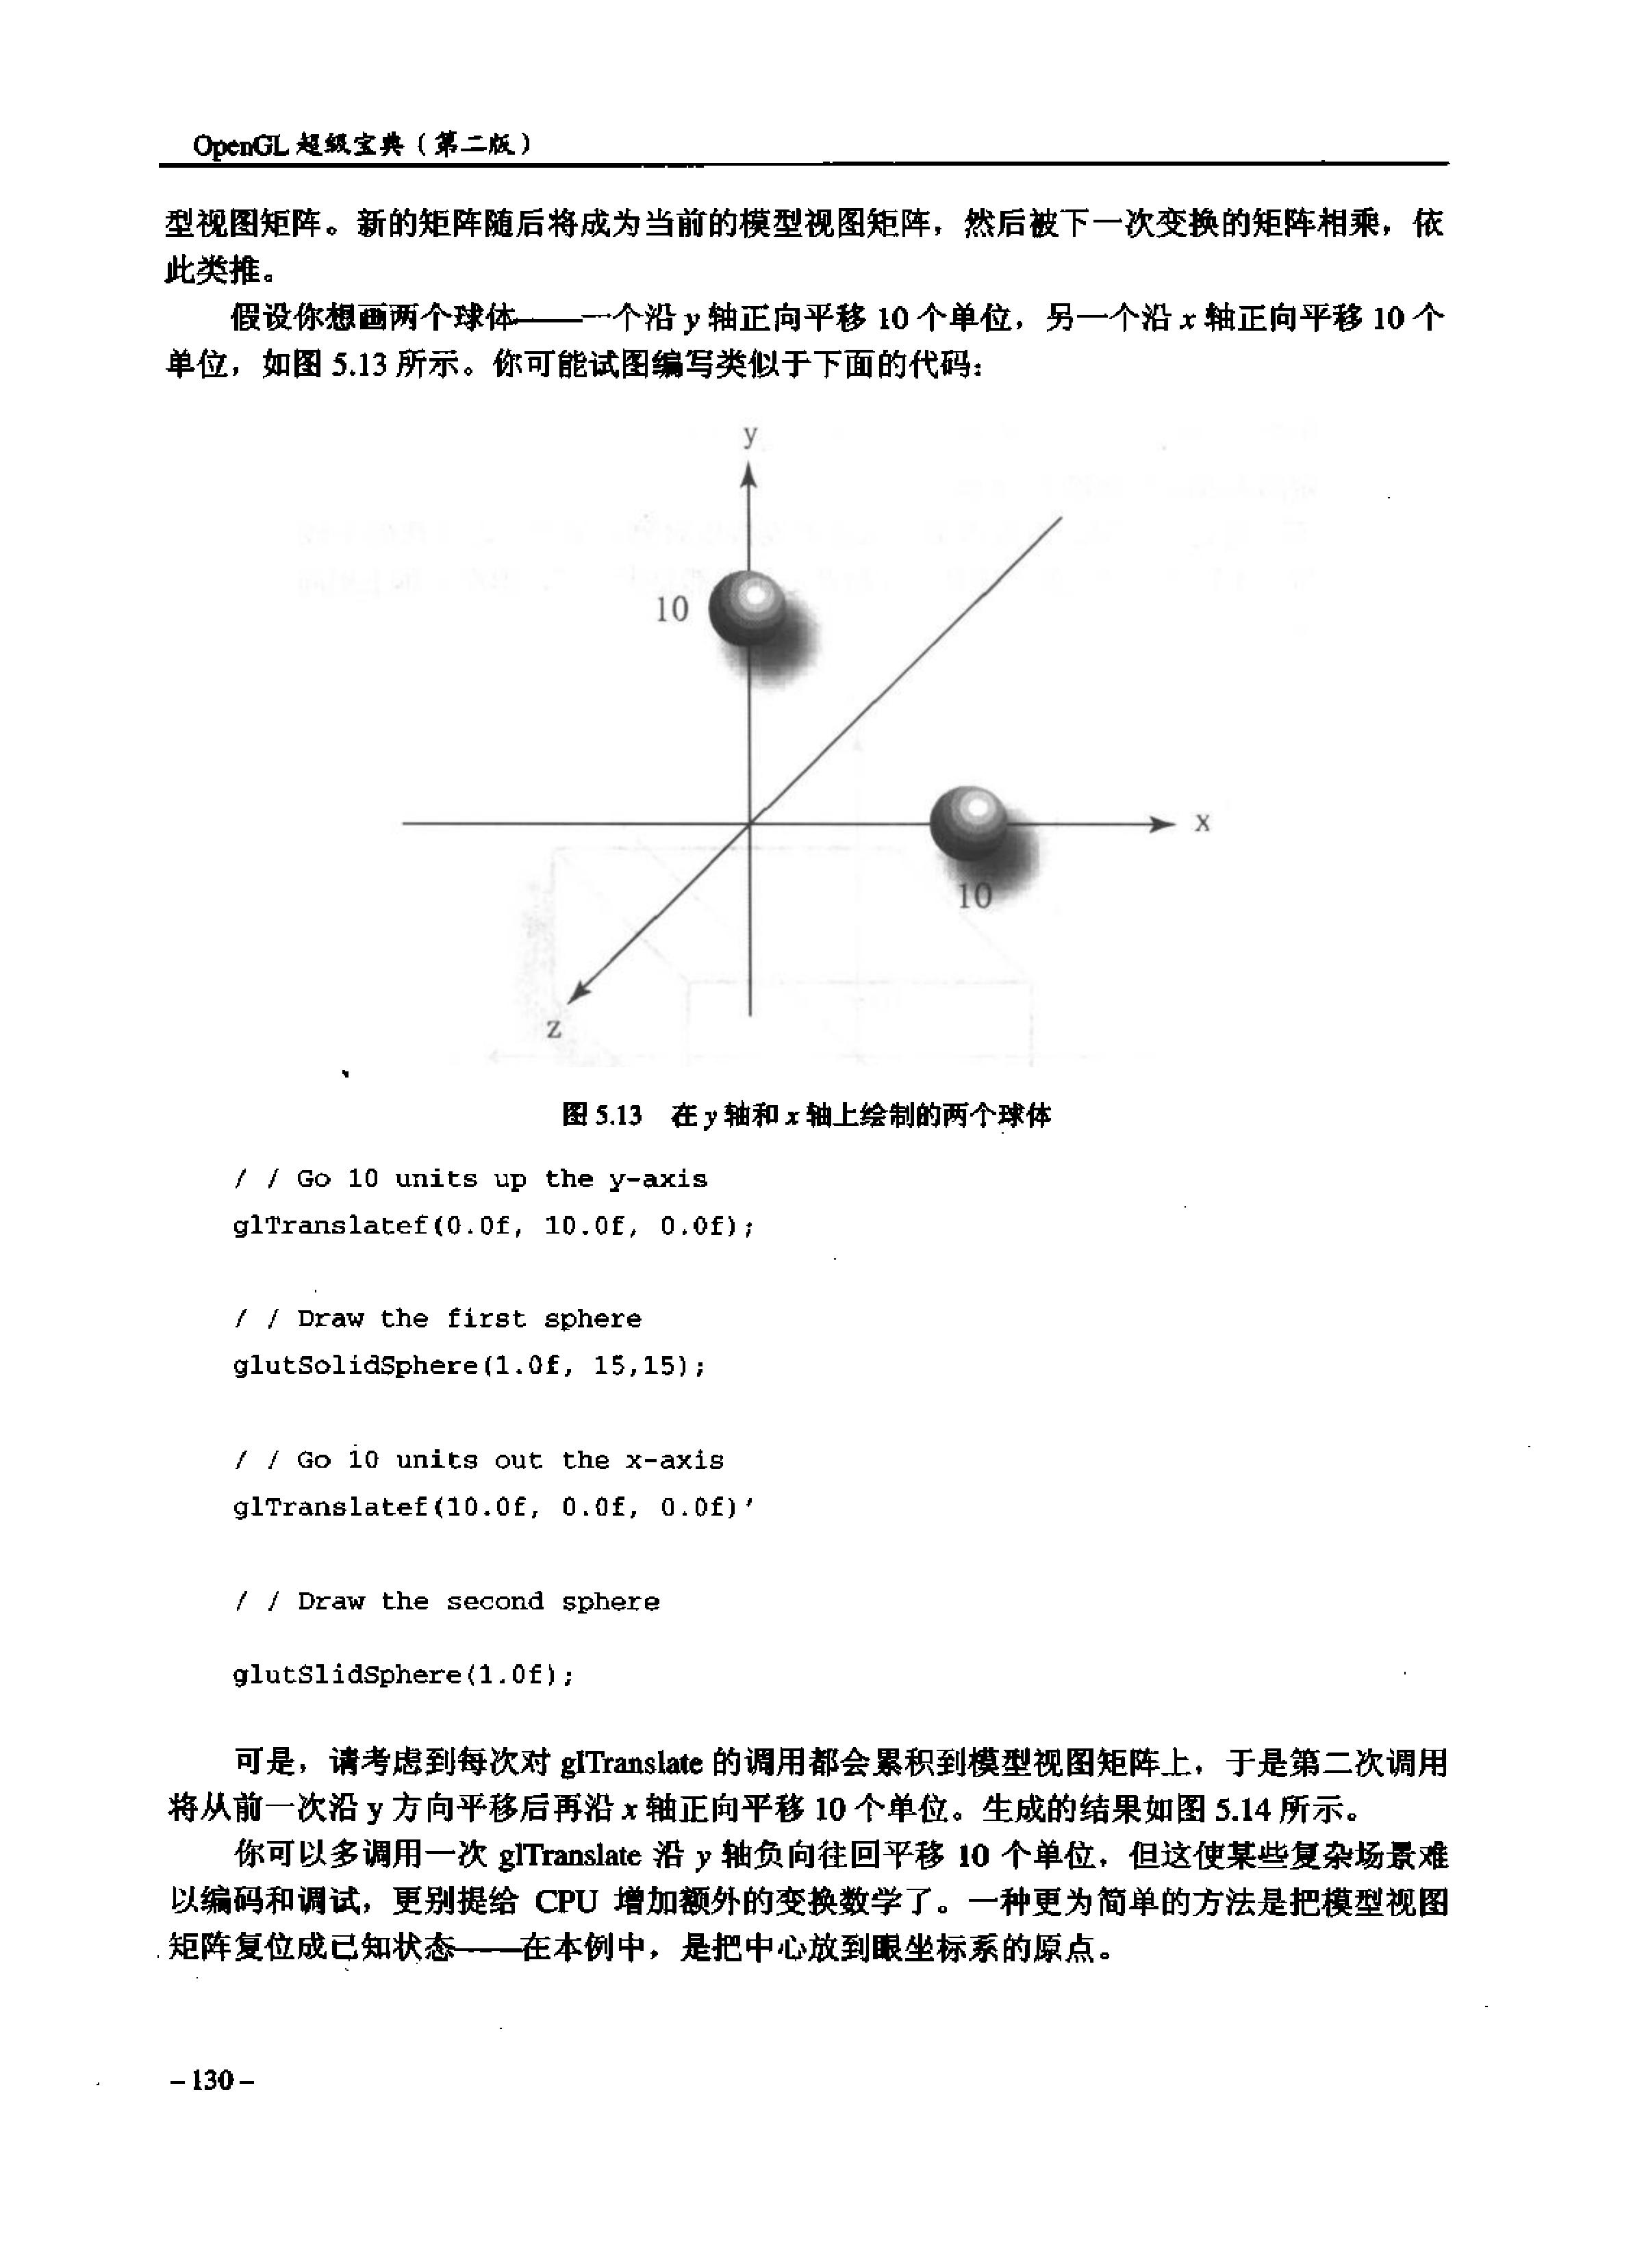 OpenGL 超级宝典（第二版）
型视图矩阵。新的矩阵随后将成为当前的模型视图矩阵，然后被下一次变换的矩阵相乘，依
此类推。
假设你想画两个球体——一个沿 y 轴正向平移 10 个单位，另一个沿 x 轴正向平移 10 个
单位，如图 5.13 所示。你可能试图编写类似于下面的代码：
y
10
x
10
z
图 5.13 在 y 轴和 x 轴上绘制的两个球体
/ / Go 10 units up the y-axis
glTranslatef(0.0f, 10.0f, 0.0f);
/ / Draw the first sphere
glutSolidSphere(1.0f, 15,15);
/ / Go 10 units out the x-axis
glTranslatef(10.0f, 0.0f, 0.0f)'
/ / Draw the second sphere
glutSlidSphere(1.0f);
可是，请考虑到每次对 glTranslate 的调用都会累积到模型视图矩阵上，于是第二次调用
将从前一次沿 y 方向平移后再沿 x 轴正向平移 10 个单位。生成的结果如图 5.14 所示。
你可以多调用一次 glTranslate 沿 y 轴负向往回平移 10 个单位，但这使某些复杂场景难
以编码和调试，更别提给 CPU 增加额外的变换数学了。一种更为简单的方法是把模型视图
矩阵复位成已知状态——在本例中，是把中心放到眼坐标系的原点。
–130–